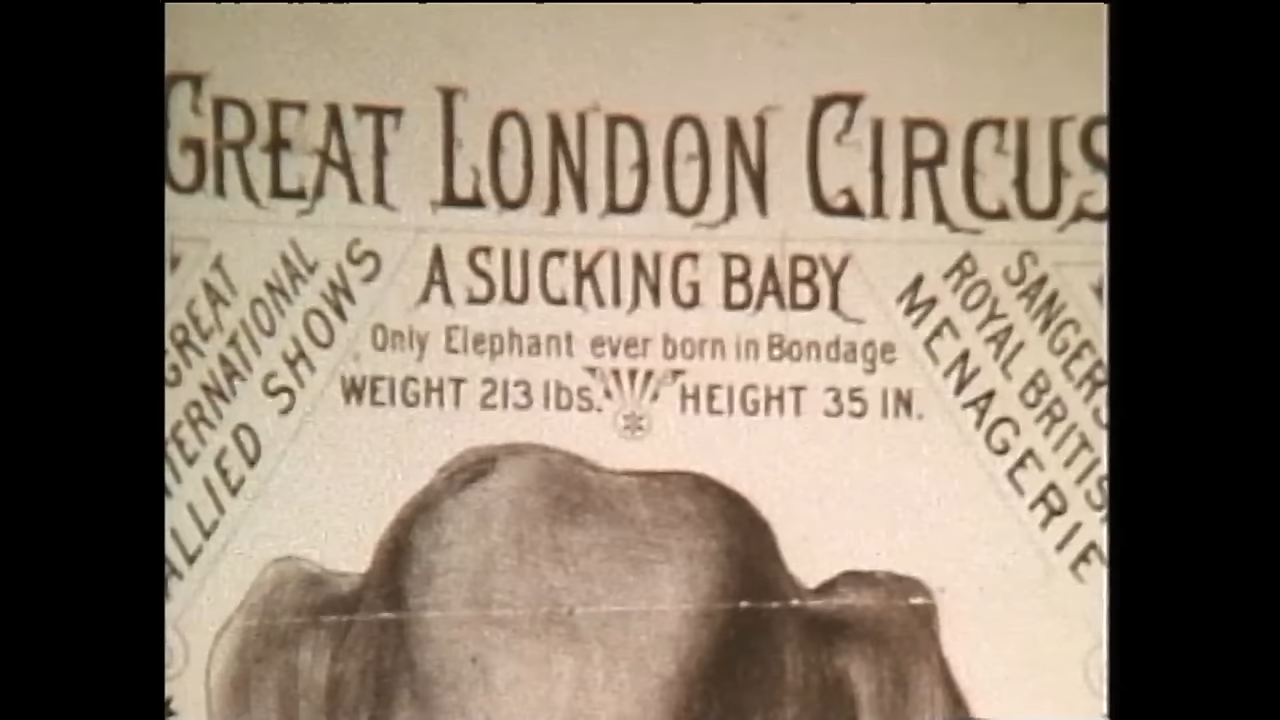 GREAT LONDON CIRCUS
A SUCKING BABY
Only Elephant ever born in Bondage
WEIGHT 213 lbs. HEIGHT 35 IN.
GREAT
TERNATIONAL
ALLIED SHOWS
SANGER'S
ROYAL BRITISH
MENAGERIE